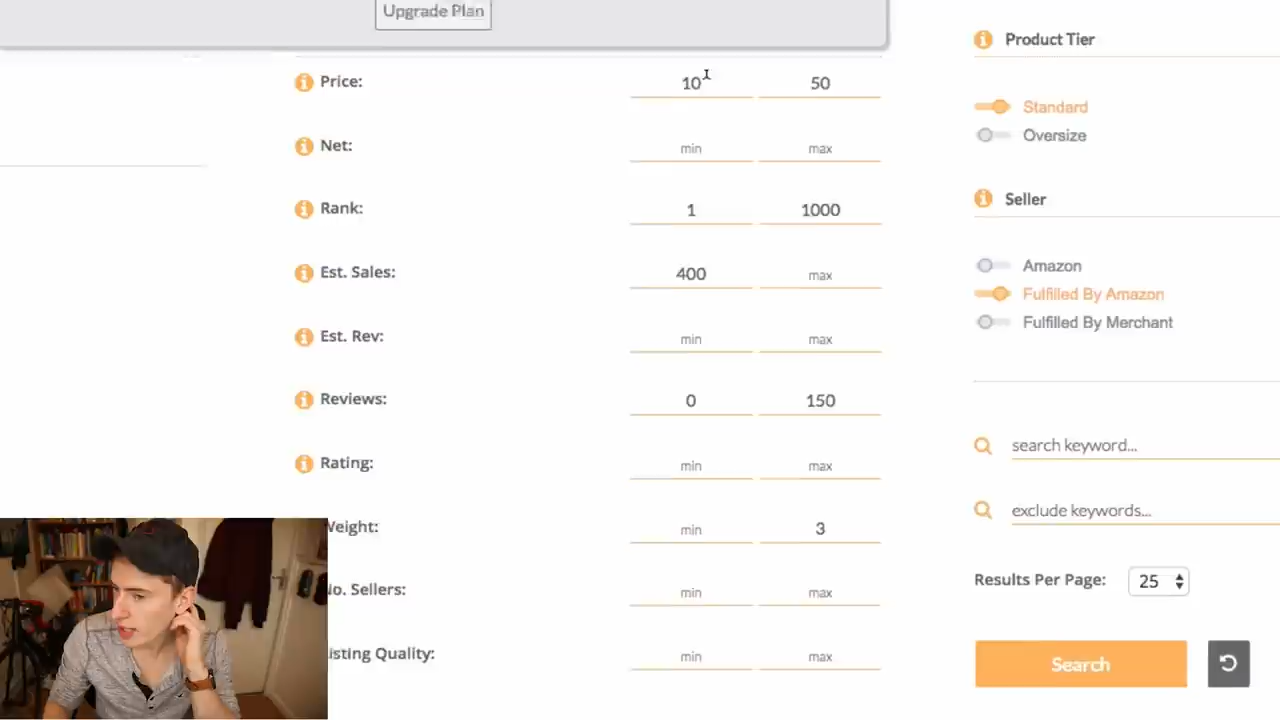 Upgrade Plan
Price: 10 50
Net: min max
Rank: 1 1000
Est. Sales: 400 max
Est. Rev: min max
Reviews: 0 150
Rating: min max
Weight: min 3
No. Sellers: min max
Listing Quality: min max
Product Tier
Standard
Oversize
Seller
Amazon
Fulfilled By Amazon
Fulfilled By Merchant
search keyword...
exclude keywords...
Results Per Page: 25
Search